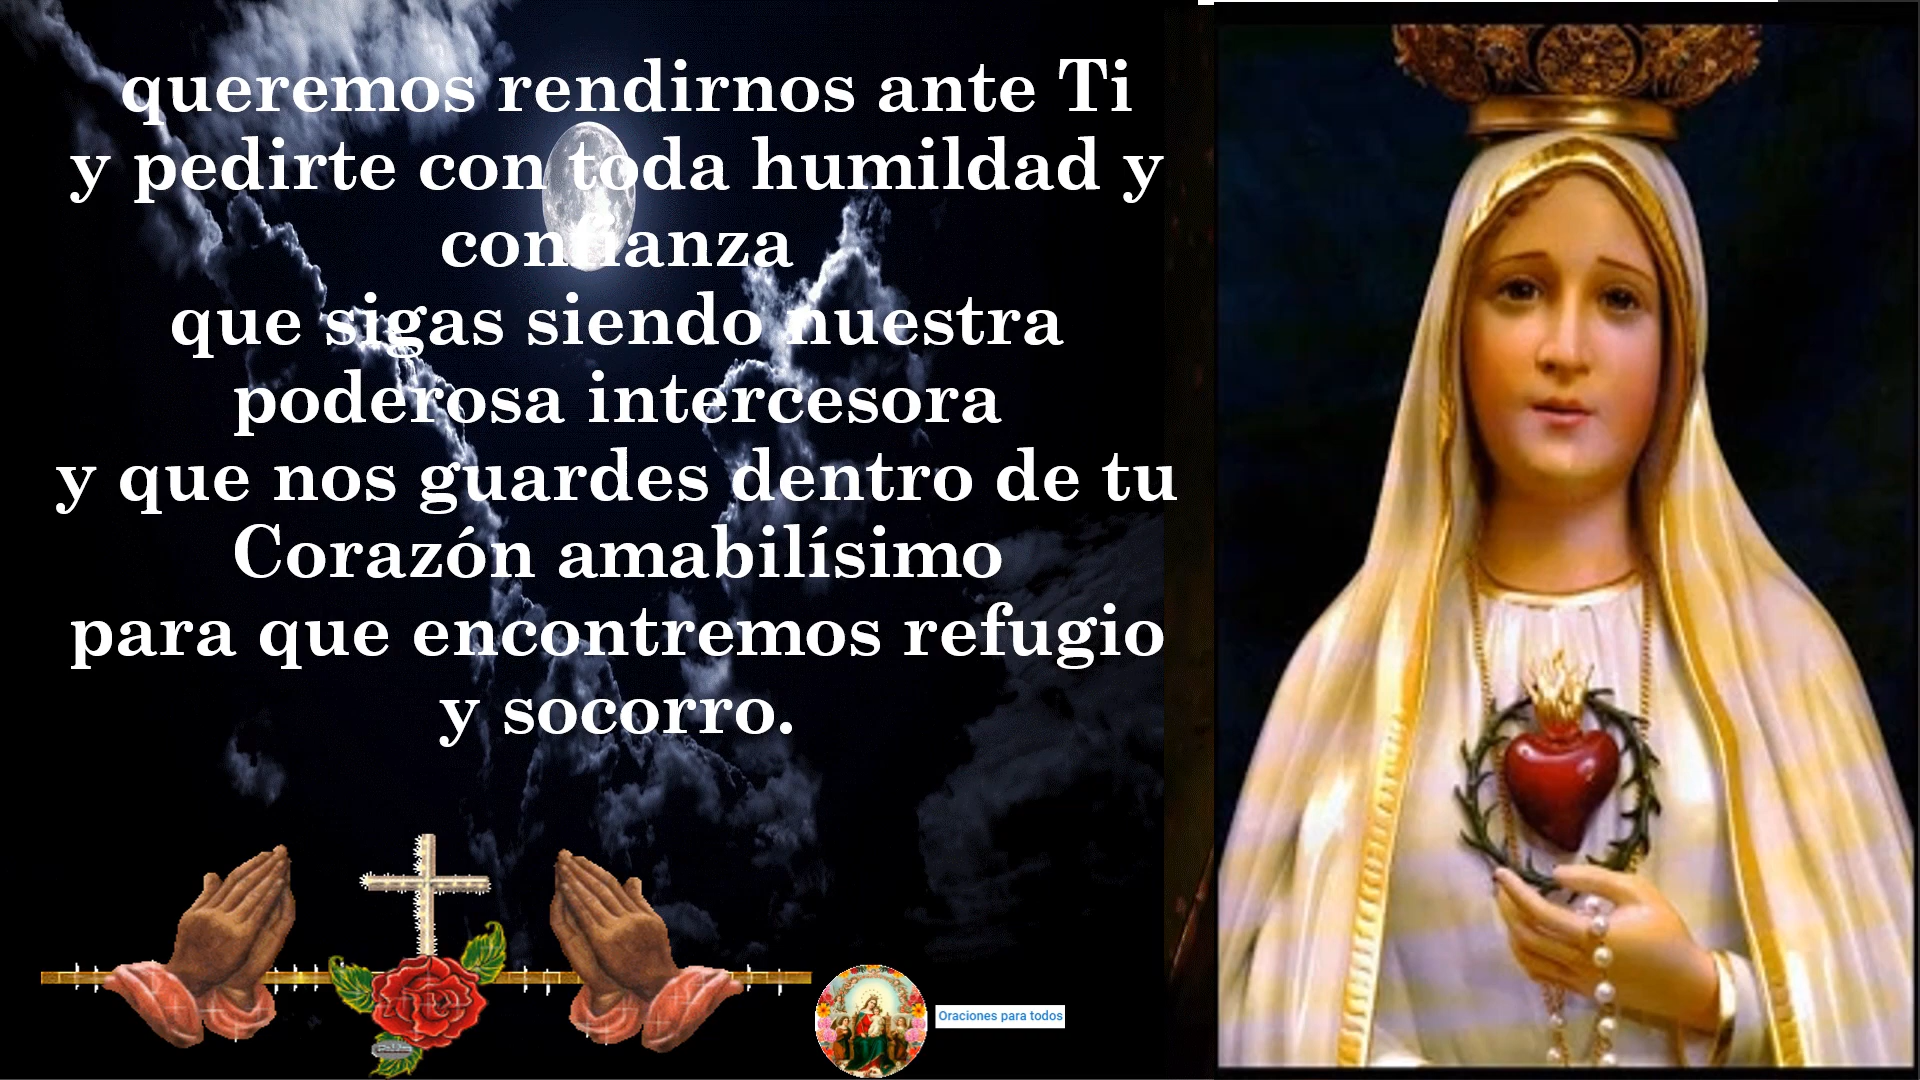 queremos rendirnos ante Ti
y pedirte con toda humildad y
confianza
que sigas siendo nuestra
poderosa intercesora
y que nos guardes dentro de tu
Corazón amabilísimo
para que encontremos refugio
y socorro.
Oraciones para todos